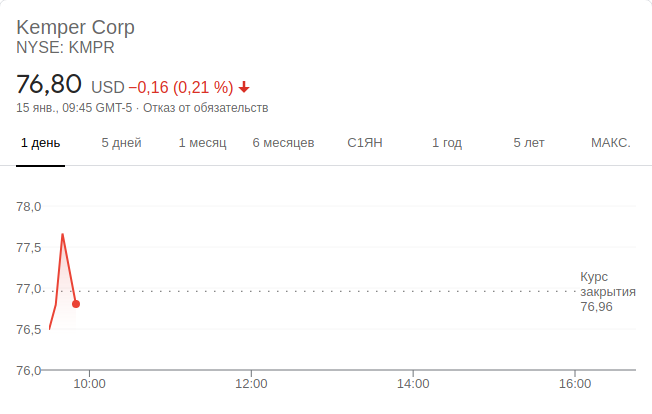 Kemper Corp
NYSE: KMPR
76,80 USD −0,16 (0,21 %)
15 янв., 09:45 GMT-5 · Отказ от обязательств
1 день 5 дней 1 месяц 6 месяцев С1ЯН 1 год 5 лет МАКС.
78,0
77,5
77,0
76,5
76,0
Курс
закрытия
76,96
10:00 12:00 14:00 16:00